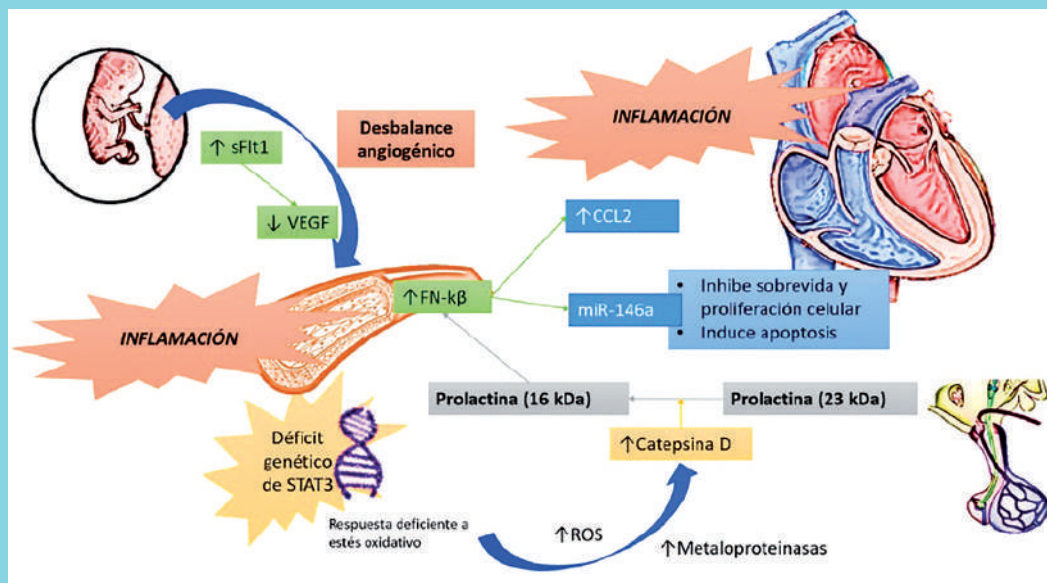 Desbalance
angiogénico
INFLAMACIÓN
↑ sFlt1
↓ VEGF
↑CCL2
↑FN-kβ
miR-146a
• Inhibe sobrevida y
proliferación celular
• Induce apoptosis
INFLAMACIÓN
Prolactina (16 kDa)
Prolactina (23 kDa)
↑Catepsina D
Déficit
genético
de STAT3
Respuesta deficiente a
estés oxidativo
↑ROS
↑Metaloproteinasas